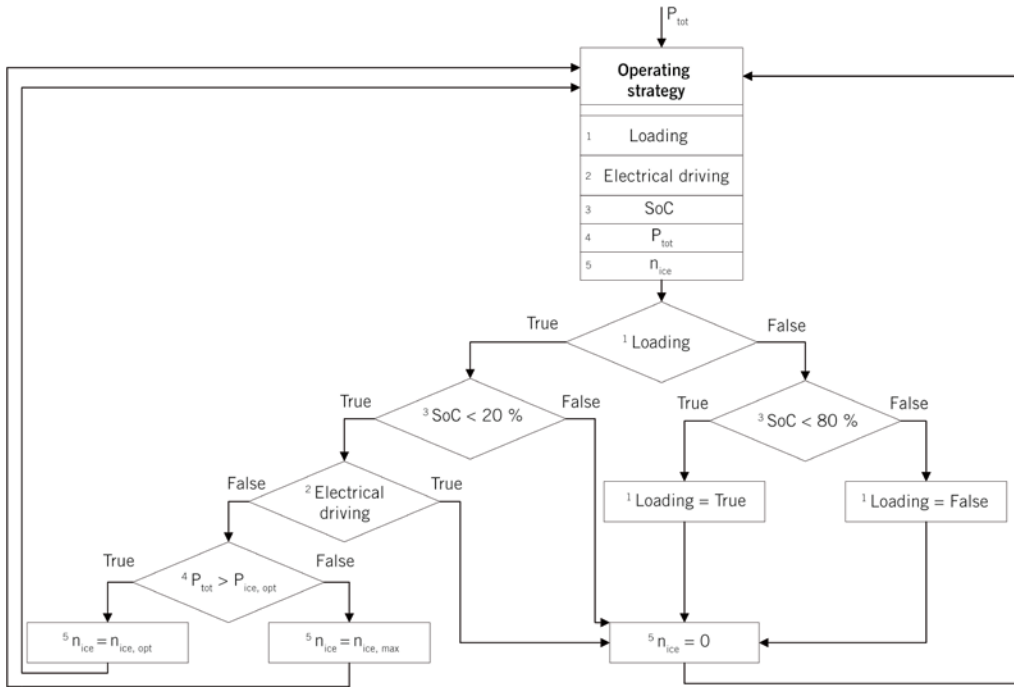 P_tot
Operating
strategy
1 Loading
2 Electrical driving
3 SoC
4 P_tot
5 n_ice
True
False
1 Loading
True
False
3 SoC < 20 %
True
False
3 SoC < 80 %
False
True
2 Electrical
driving
1 Loading = True
1 Loading = False
True
False
4 P_tot > P_ice, opt
5 n_ice = n_ice, opt
5 n_ice = n_ice, max
5 n_ice = 0